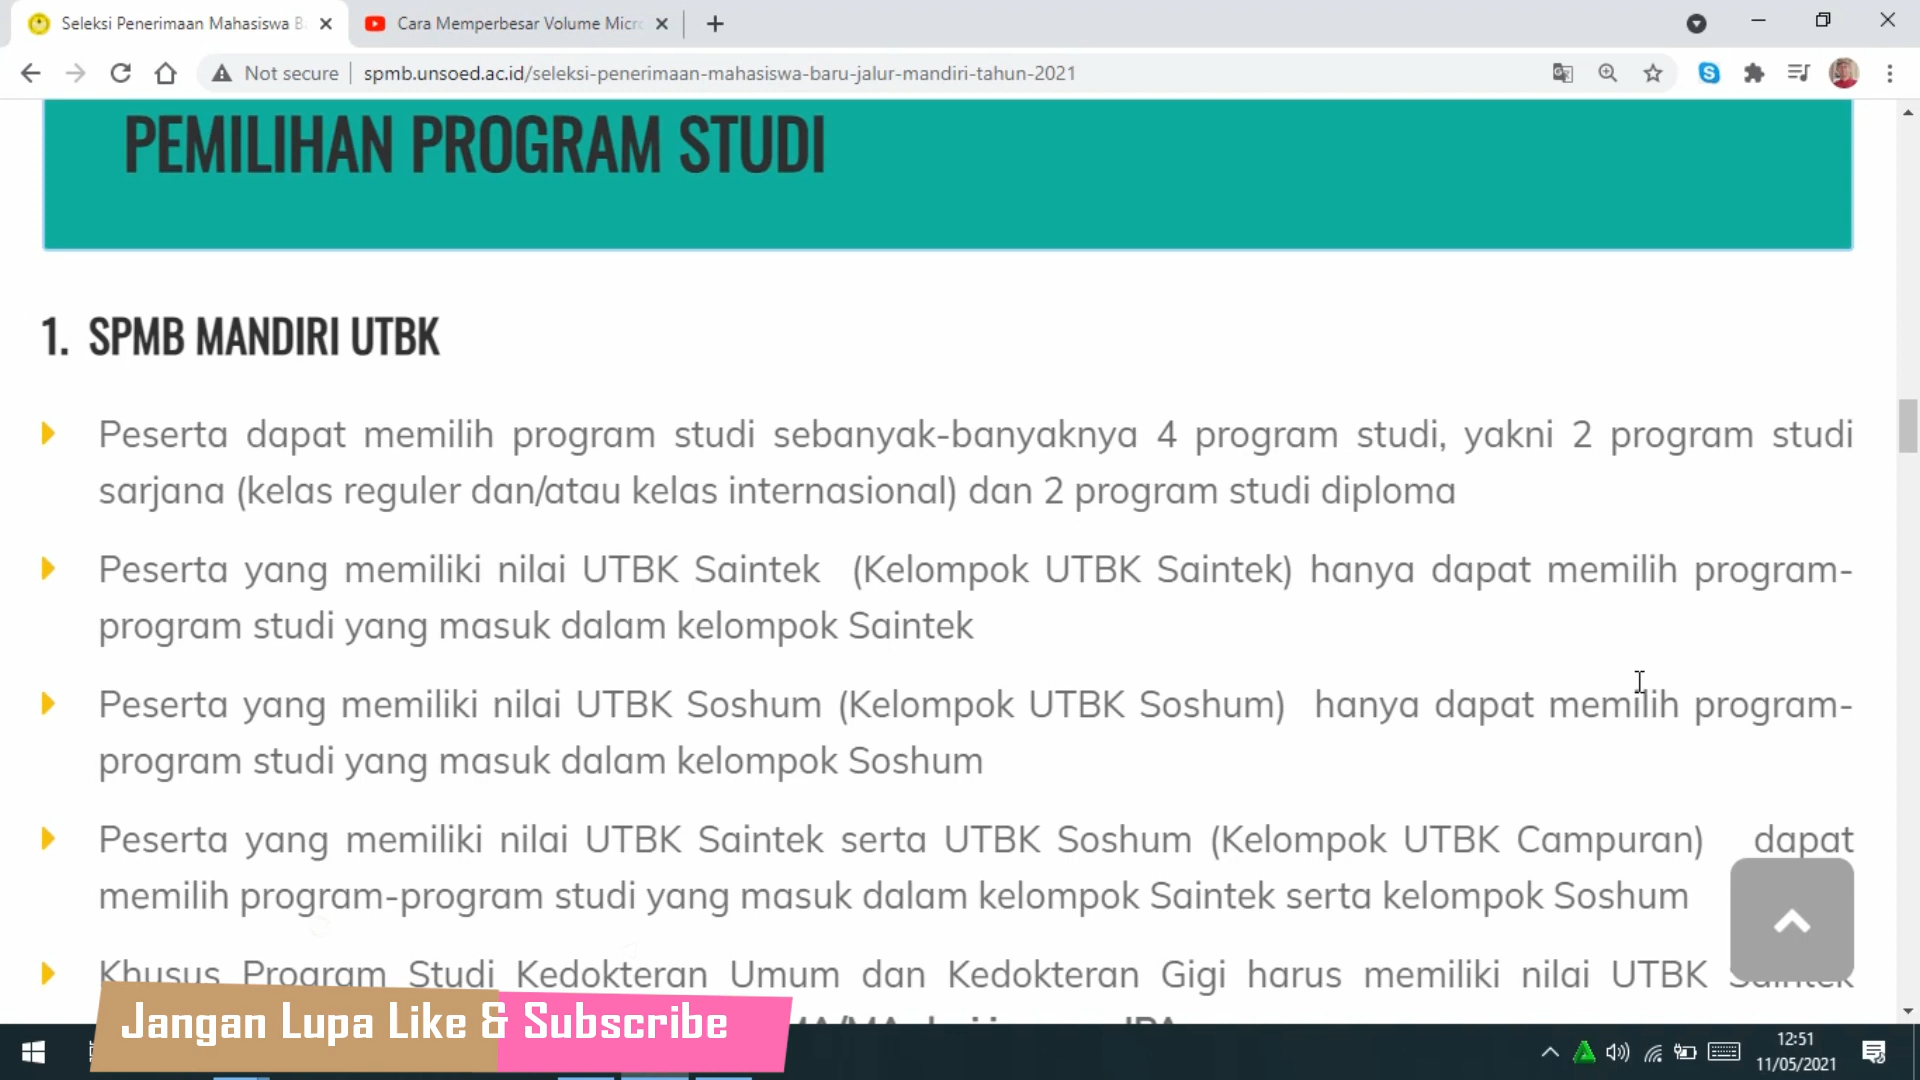 Seleksi Penerimaan Mahasiswa B
Cara Memperbesar Volume Micr
Not secure
spmb.unsoed.ac.id/seleksi-penerimaan-mahasiswa-baru-jalur-mandiri-tahun-2021
PEMILIHAN PROGRAM STUDI
1. SPMB MANDIRI UTBK
Peserta dapat memilih program studi sebanyak-banyaknya 4 program studi, yakni 2 program studi
sarjana (kelas reguler dan/atau kelas internasional) dan 2 program studi diploma
Peserta yang memiliki nilai UTBK Saintek (Kelompok UTBK Saintek) hanya dapat memilih program-
program studi yang masuk dalam kelompok Saintek
Peserta yang memiliki nilai UTBK Soshum (Kelompok UTBK Soshum) hanya dapat memilih program-
program studi yang masuk dalam kelompok Soshum
Peserta yang memiliki nilai UTBK Saintek serta UTBK Soshum (Kelompok UTBK Campuran) dapat
memilih program-program studi yang masuk dalam kelompok Saintek serta kelompok Soshum
Khusus Program Studi Kedokteran Umum dan Kedokteran Gigi harus memiliki nilai UTBK Saintek
Jangan Lupa Like & Subscribe
12:51
11/05/2021